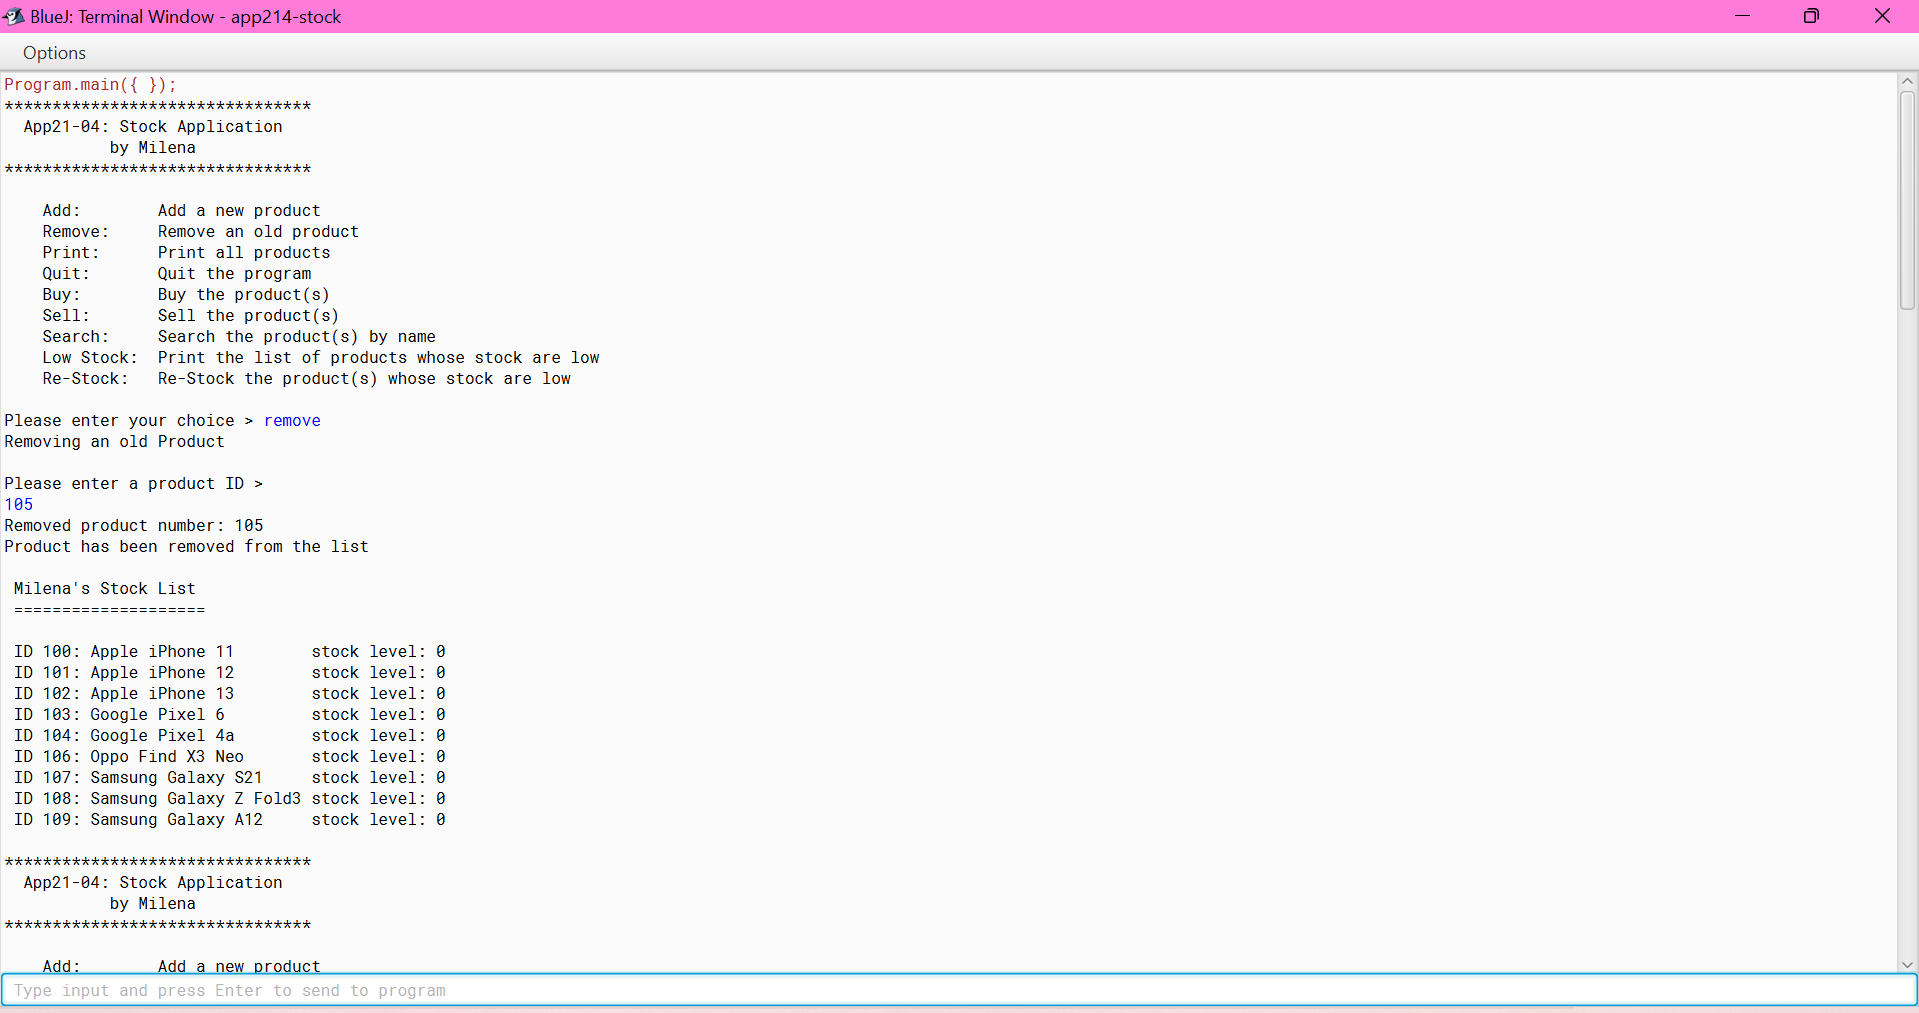 BlueJ: Terminal Window - app214-stock
Options
Program.main({ });
********************************
  App21-04: Stock Application
           by Milena
********************************
    Add:        Add a new product
    Remove:     Remove an old product
    Print:      Print all products
    Quit:       Quit the program
    Buy:        Buy the product(s)
    Sell:       Sell the product(s)
    Search:     Search the product(s) by name
    Low Stock:  Print the list of products whose stock are low
    Re-Stock:   Re-Stock the product(s) whose stock are low
Please enter your choice > remove
Removing an old Product
Please enter a product ID >
105
Removed product number: 105
Product has been removed from the list
 Milena's Stock List
 ====================
 ID 100: Apple iPhone 11        stock level: 0
 ID 101: Apple iPhone 12        stock level: 0
 ID 102: Apple iPhone 13        stock level: 0
 ID 103: Google Pixel 6         stock level: 0
 ID 104: Google Pixel 4a        stock level: 0
 ID 106: Oppo Find X3 Neo       stock level: 0
 ID 107: Samsung Galaxy S21     stock level: 0
 ID 108: Samsung Galaxy Z Fold3 stock level: 0
 ID 109: Samsung Galaxy A12     stock level: 0
********************************
  App21-04: Stock Application
           by Milena
********************************
    Add:        Add a new product
Type input and press Enter to send to program